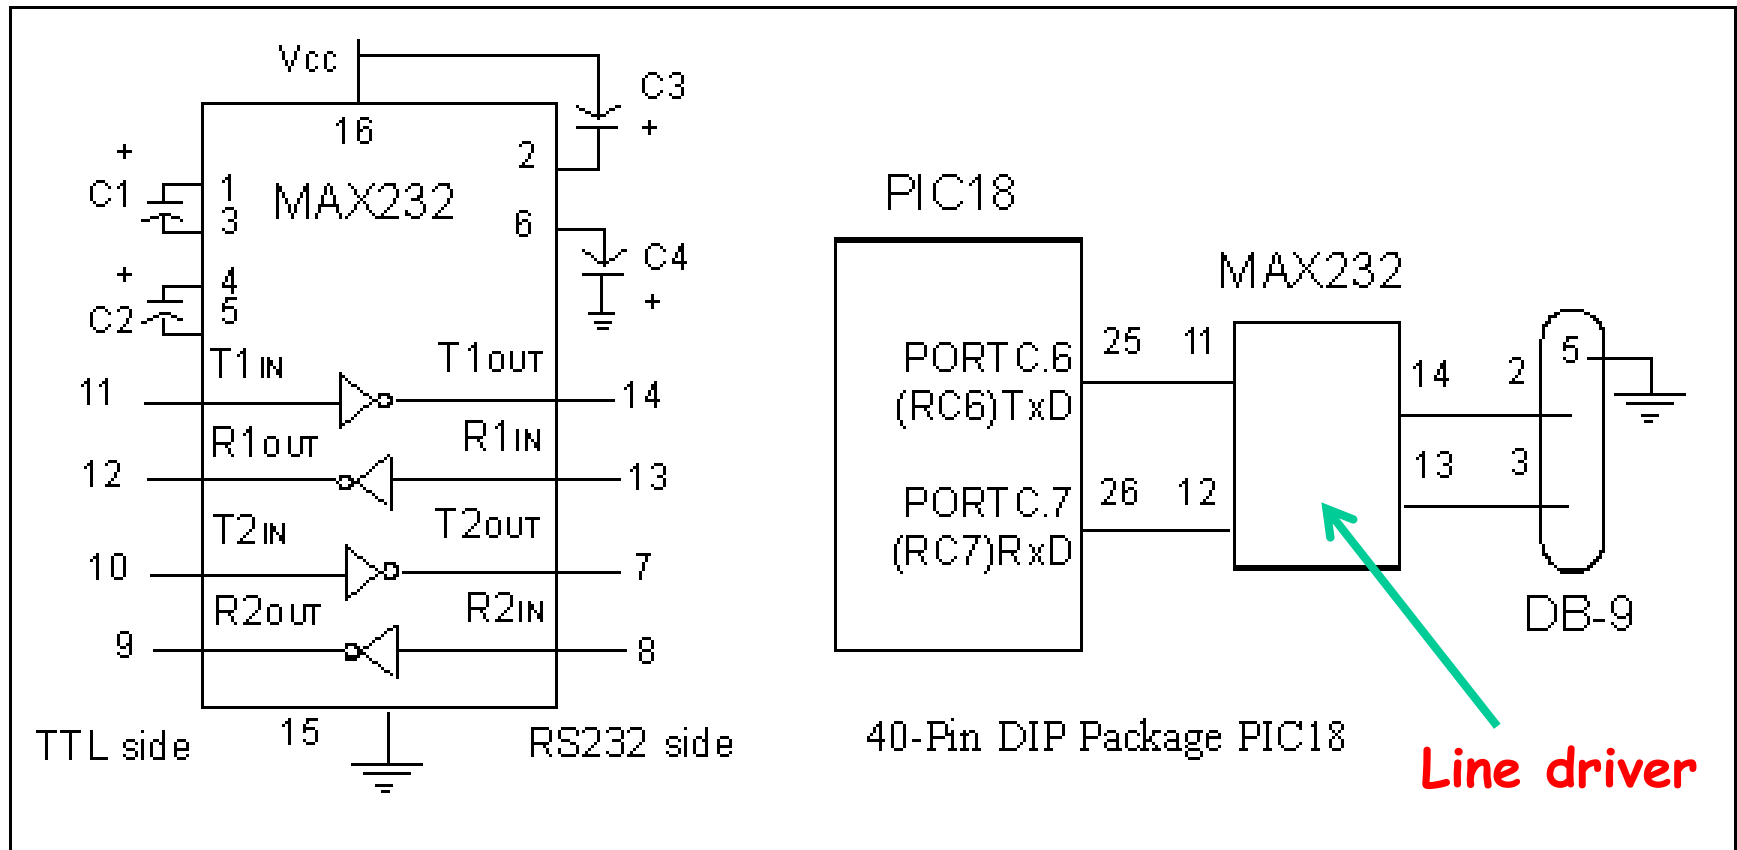 Vcc
C3
+
16
+
2
C1
1
MAX232
3
6
+
4
C4
+
C2
5
T1IN
T1OUT
11
14
R1OUT
R1IN
12
13
T2IN
T2OUT
10
7
R2OUT
R2IN
9
8
15
TTL side
RS232 side
PIC18
MAX232
PORTC.6
(RC6)TxD
25
11
14
2
5
PORTC.7
(RC7)RxD
26
12
13
3
DB-9
40-Pin DIP Package PIC18
Line driver